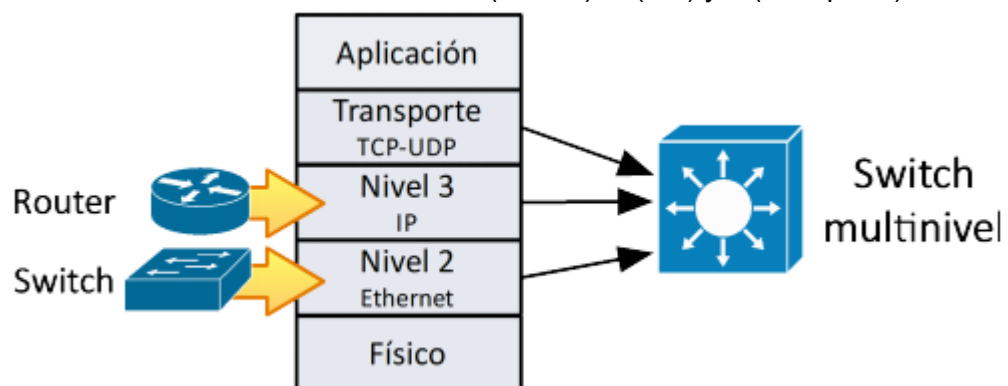 Aplicación
Transporte
TCP-UDP
Router
Nivel 3
IP
Switch
Nivel 2
Ethernet
Físico
Switch
multinivel